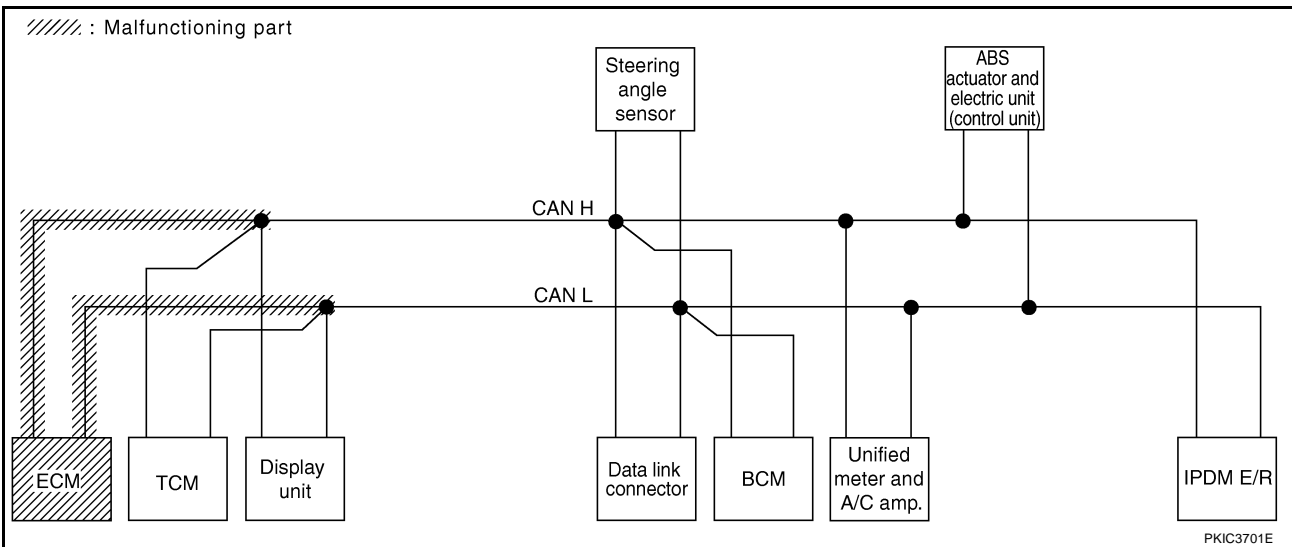 : Malfunctioning part
Steering
angle
sensor
ABS
actuator and
electric unit
(control unit)
CAN H
CAN L
ECM
TCM
Display
unit
Data link
connector
BCM
Unified
meter and
A/C amp.
IPDM E/R
PKIC3701E